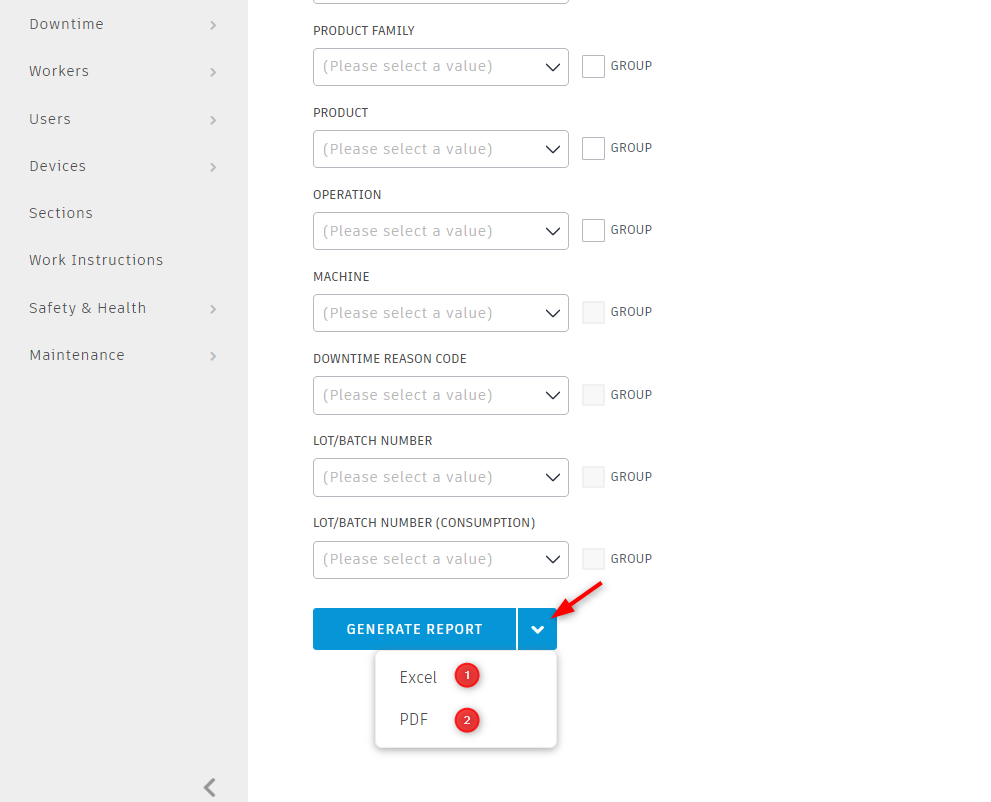 Downtime
Workers
Users
Devices
Sections
Work Instructions
Safety & Health
Maintenance
PRODUCT FAMILY
(Please select a value)
GROUP
PRODUCT
(Please select a value)
GROUP
OPERATION
(Please select a value)
GROUP
MACHINE
(Please select a value)
GROUP
DOWNTIME REASON CODE
(Please select a value)
GROUP
LOT/BATCH NUMBER
(Please select a value)
GROUP
LOT/BATCH NUMBER (CONSUMPTION)
(Please select a value)
GROUP
GENERATE REPORT
Excel 1
PDF 2